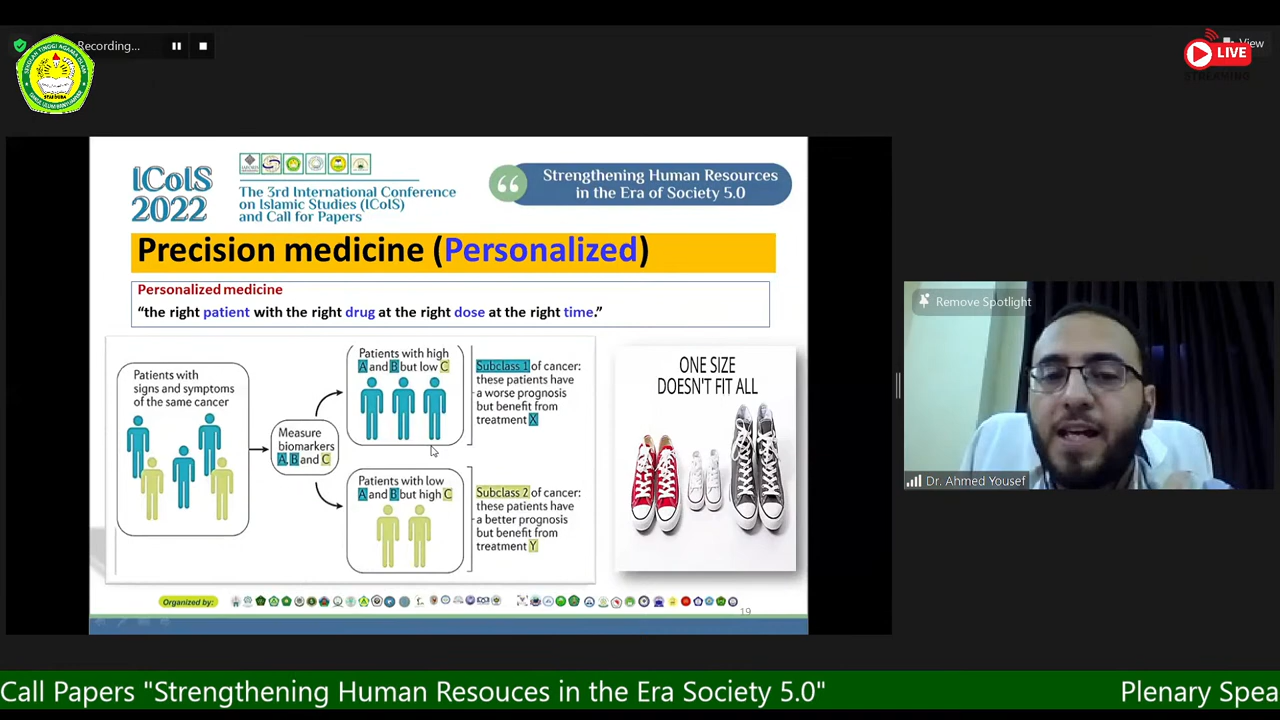 Recording...
View
LIVE
STREAMING
ICoIS
2022
The 3rd International Conference
on Islamic Studies (ICoIS)
and Call for Papers
Strengthening Human Resources
in the Era of Society 5.0
Precision medicine (Personalized)
Personalized medicine
“the right patient with the right drug at the right dose at the right time.”
Patients with
signs and symptoms
of the same cancer
Measure
biomarkers
A, B and C
Patients with high
A and B but low C
Subclass 1 of cancer:
these patients have
a worse prognosis
but benefit from
treatment X
Patients with low
A and B but high C
Subclass 2 of cancer:
these patients have
a better prognosis
but benefit from
treatment Y
ONE SIZE
DOESN'T FIT ALL
Organized by:
19
Remove Spotlight
Dr. Ahmed Yousef
Call Papers "Strengthening Human Resouces in the Era Society 5.0"
Plenary Spea